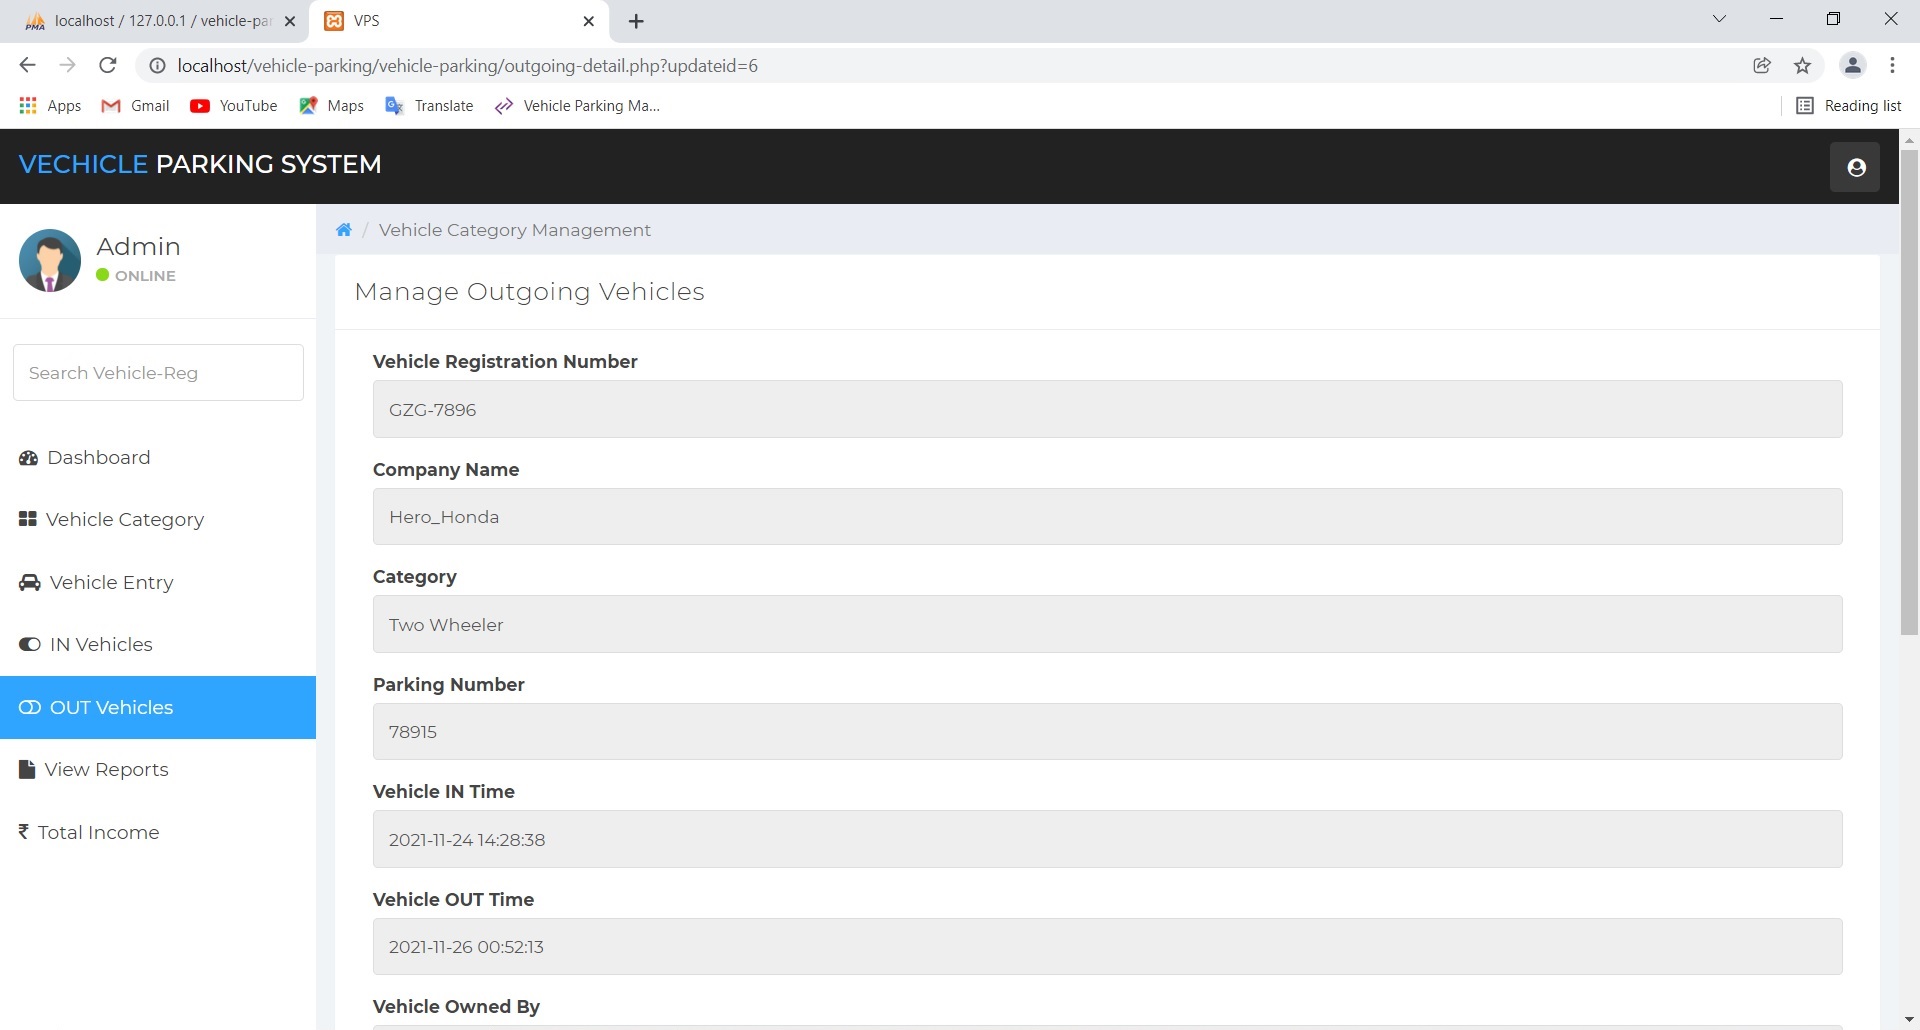 localhost / 127.0.0.1 / vehicle-par
VPS
localhost/vehicle-parking/vehicle-parking/outgoing-detail.php?updateid=6
Apps
Gmail
YouTube
Maps
Translate
Vehicle Parking Ma...
Reading list
VECHICLE PARKING SYSTEM
Admin
ONLINE
Search Vehicle-Reg
Dashboard
Vehicle Category
Vehicle Entry
IN Vehicles
OUT Vehicles
View Reports
₹ Total Income
/ Vehicle Category Management
Manage Outgoing Vehicles
Vehicle Registration Number
GZG-7896
Company Name
Hero_Honda
Category
Two Wheeler
Parking Number
78915
Vehicle IN Time
2021-11-24 14:28:38
Vehicle OUT Time
2021-11-26 00:52:13
Vehicle Owned By